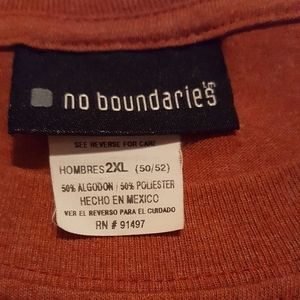 no boundaries
SEE REVERSE FOR CARE
HOMBRES 2XL (50/52)
50% ALGODON / 50% POLIESTER
HECHO EN MEXICO
VER EL REVERSO PARA EL CUIDADO
RN # 91497